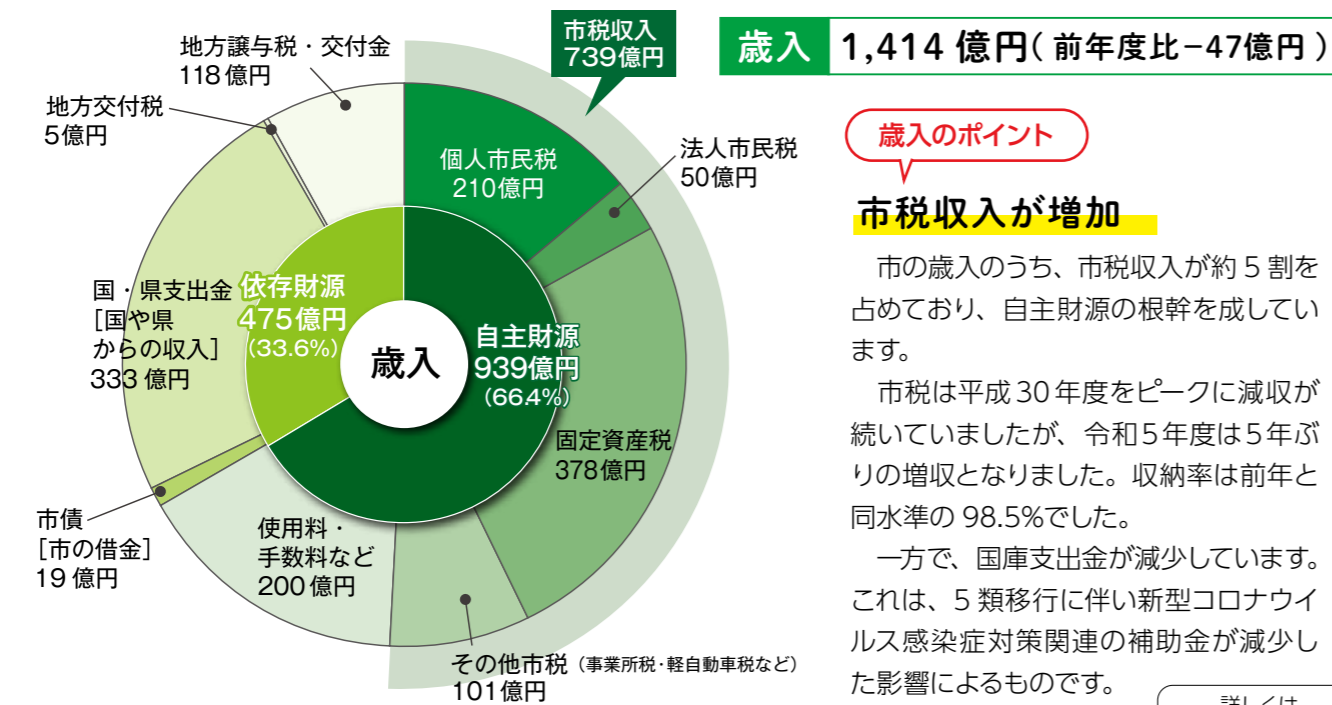 歳入 1,414億円(前年度比−47億円)
市税収入
739億円
地方譲与税・交付金
118億円
地方交付税
5億円
個人市民税
210億円
法人市民税
50億円
国・県支出金
[国や県
からの収入]
333億円
依存財源
475億円
(33.6%)
歳入
自主財源
939億円
(66.4%)
固定資産税
378億円
市債
[市の借金]
19億円
使用料・
手数料など
200億円
その他市税(事業所税・軽自動車税など)
101億円
歳入のポイント
市税収入が増加
市の歳入のうち、市税収入が約5割を
占めており、自主財源の根幹を成してい
ます。
市税は平成30年度をピークに減収が
続いていましたが、令和5年度は5年ぶ
りの増収となりました。収納率は前年と
同水準の98.5%でした。
一方で、国庫支出金が減少しています。
これは、5類移行に伴い新型コロナウイ
ルス感染症対策関連の補助金が減少し
た影響によるものです。
詳しくは